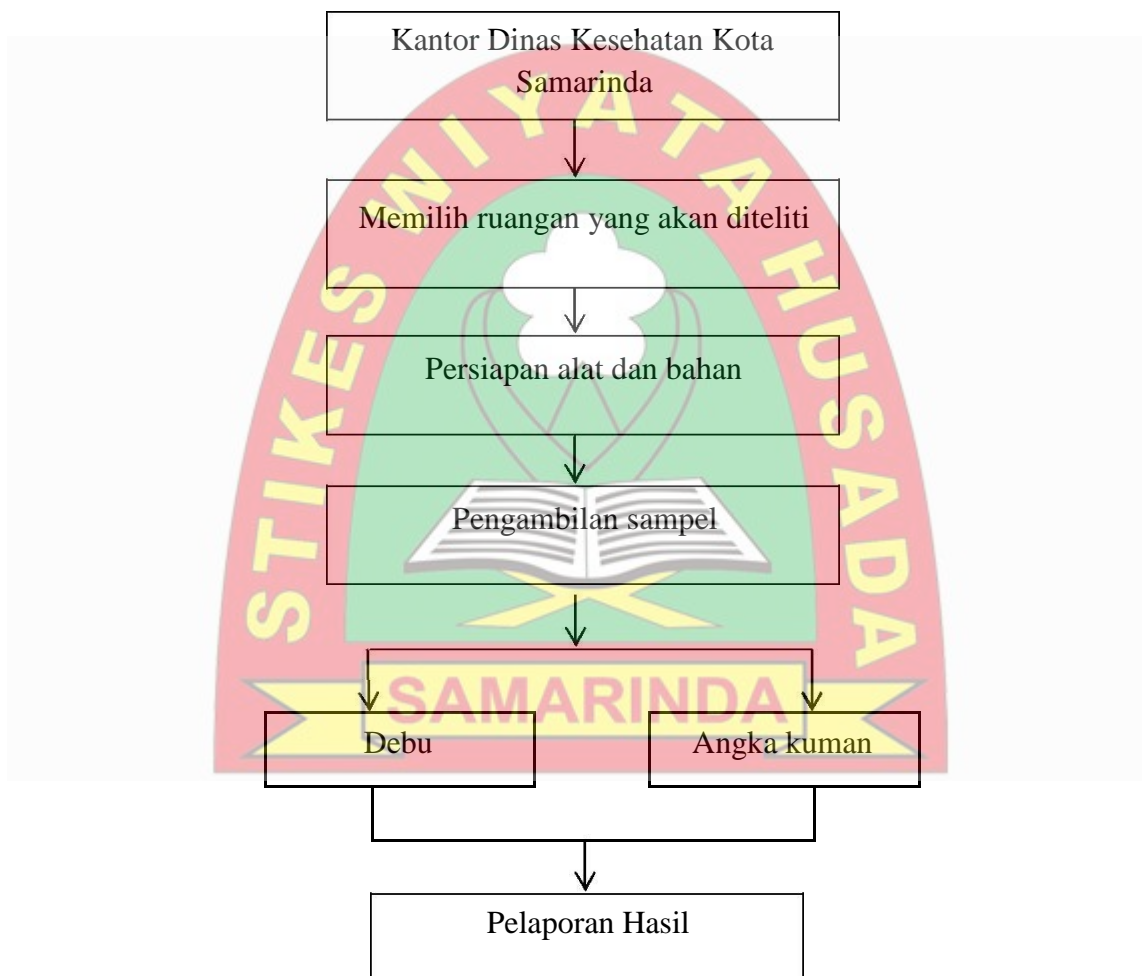 Kantor Dinas Kesehatan Kota
Samarinda
Memilih ruangan yang akan diteliti
Persiapan alat dan bahan
Pengambilan sampel
Debu
Angka kuman
Pelaporan Hasil
STIKES WIYATA HUSADA
SAMARINDA